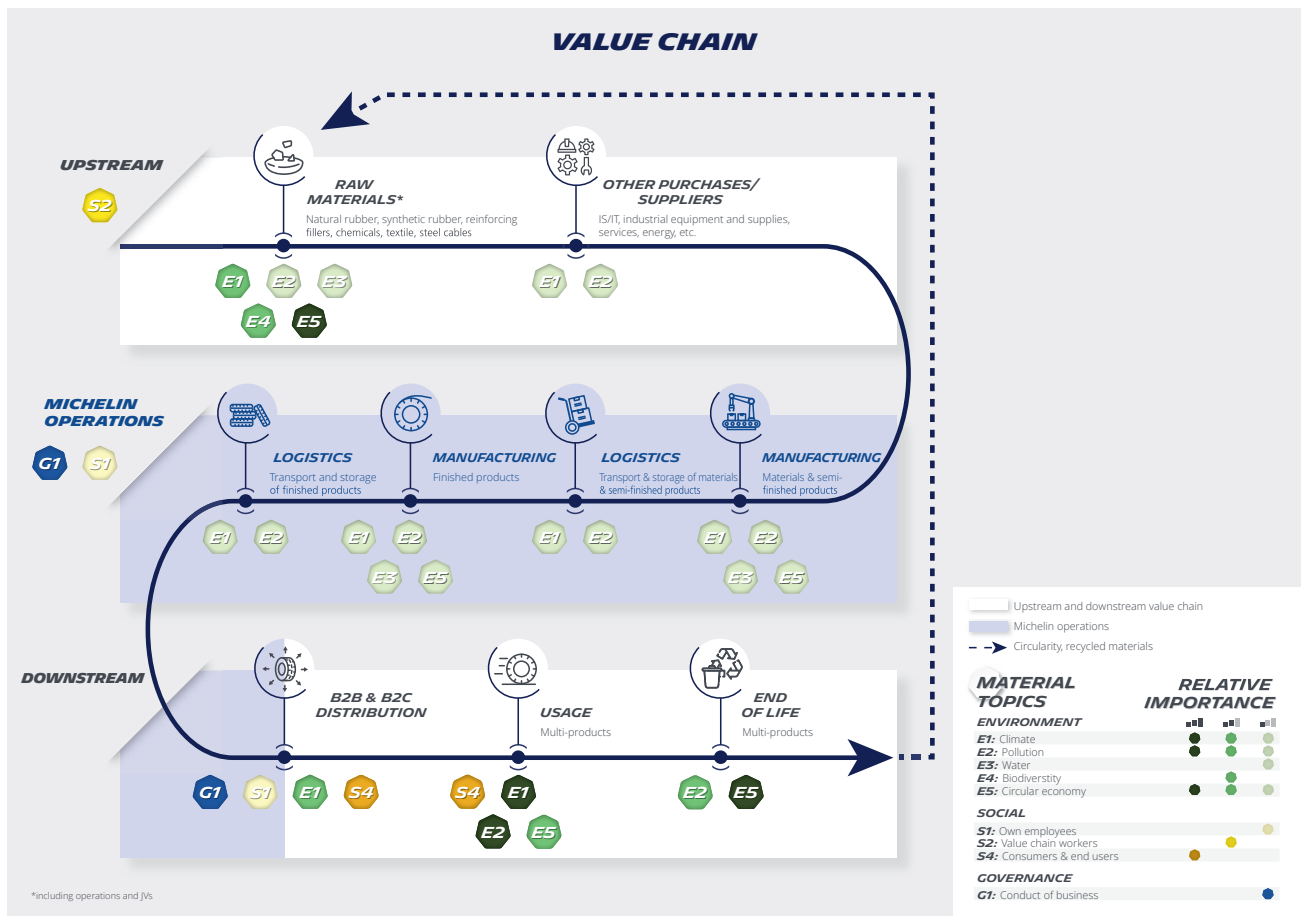 VALUE CHAIN
UPSTREAM
S2
RAW
MATERIALS*
Natural rubber, synthetic rubber, reinforcing
fillers, chemicals, textile, steel cables
OTHER PURCHASES/
SUPPLIERS
IS/IT, industrial equipment and supplies,
services, energy, etc.
E1 E2 E3
E4 E5
E1 E2
MICHELIN
OPERATIONS
G1 S1
LOGISTICS
Transport and storage
of finished products
MANUFACTURING
Finished products
LOGISTICS
Transport & storage of materials
& semi-finished products
MANUFACTURING
Materials & semi-
finished products
E1 E2
E1 E2
E3 E5
E1 E2
E1 E2
E3 E5
DOWNSTREAM
B2B & B2C
DISTRIBUTION
USAGE
Multi-products
END
OF LIFE
Multi-products
G1 S1 E1 S4
S4 E1
E2 E5
E2 E5
*including operations and JVs
Upstream and downstream value chain
Michelin operations
Circularity, recycled materials
MATERIAL
TOPICS
RELATIVE
IMPORTANCE
ENVIRONMENT
E1: Climate
E2: Pollution
E3: Water
E4: Biodiverstity
E5: Circular economy
SOCIAL
S1: Own employees
S2: Value chain workers
S4: Consumers & end users
GOVERNANCE
G1: Conduct of business